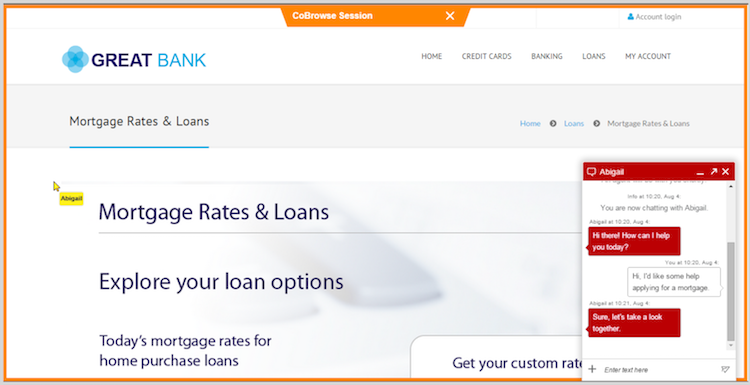 CoBrowse Session
Account login
GREAT BANK
HOME CREDIT CARDS BANKING LOANS MY ACCOUNT
Mortgage Rates & Loans
Home Loans Mortgage Rates & Loans
Abigail
Mortgage Rates & Loans
Explore your loan options
Today's mortgage rates for
home purchase loans
Get your custom rate
Abigail
Info at 10:20, Aug 4:
You are now chatting with Abigail.
Abigail at 10:20, Aug 4:
Hi there! How can I help
you today?
You at 10:20, Aug 4:
Hi, I'd like some help
applying for a mortgage.
Abigail at 10:21, Aug 4:
Sure, let's take a look
together.
Enter text here